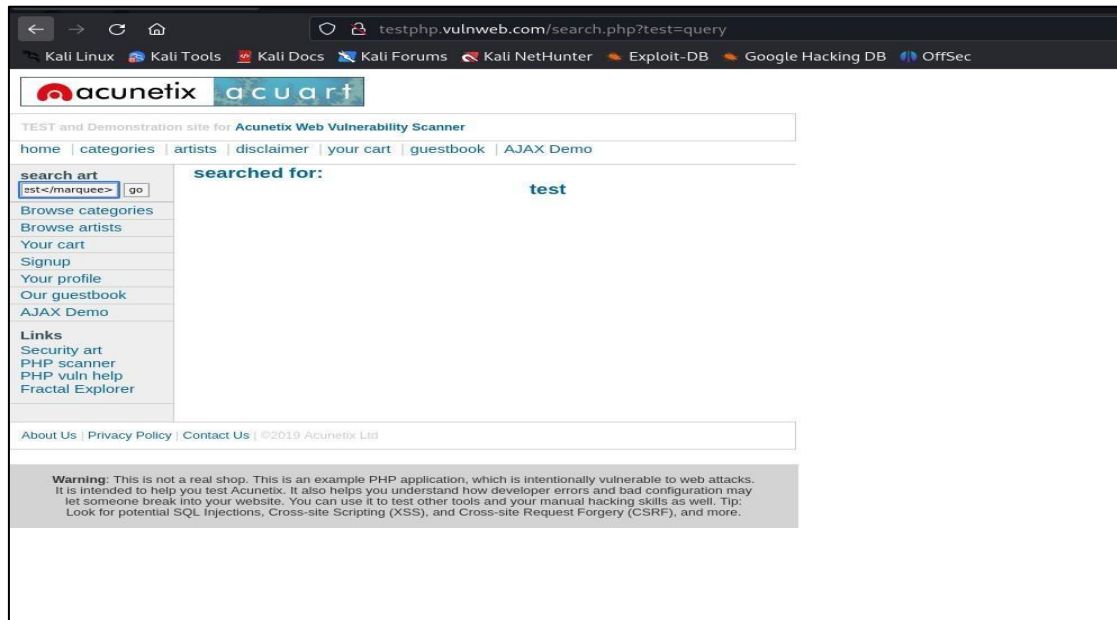 testphp.vulnweb.com/search.php?test=query
Kali Linux Kali Tools Kali Docs Kali Forums Kali NetHunter Exploit-DB Google Hacking DB OffSec
acunetix acuart
TEST and Demonstration site for Acunetix Web Vulnerability Scanner
home | categories | artists | disclaimer | your cart | guestbook | AJAX Demo
search art
est</marquee> go
Browse categories
Browse artists
Your cart
Signup
Your profile
Our guestbook
AJAX Demo
Links
Security art
PHP scanner
PHP vuln help
Fractal Explorer
searched for:
test
About Us | Privacy Policy | Contact Us | ©2019 Acunetix Ltd
Warning: This is not a real shop. This is an example PHP application, which is intentionally vulnerable to web attacks.
It is intended to help you test Acunetix. It also helps you understand how developer errors and bad configuration may
let someone break into your website. You can use it to test other tools and your manual hacking skills as well. Tip:
Look for potential SQL Injections, Cross-site Scripting (XSS), and Cross-site Request Forgery (CSRF), and more.